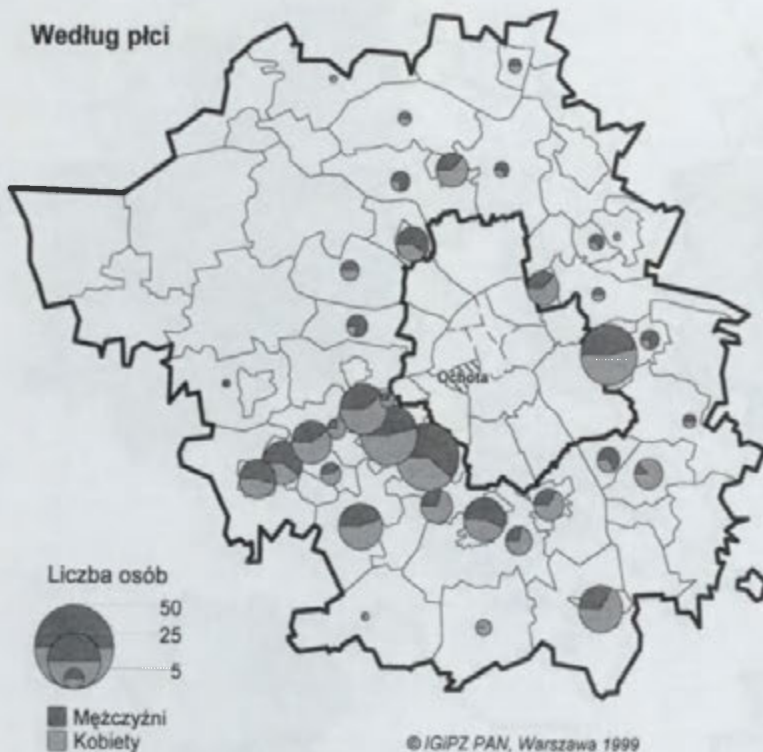 Według płci
Ochota
Liczba osób
50
25
5
Mężczyźni
Kobiety
© IGiPZ PAN, Warszawa 1999